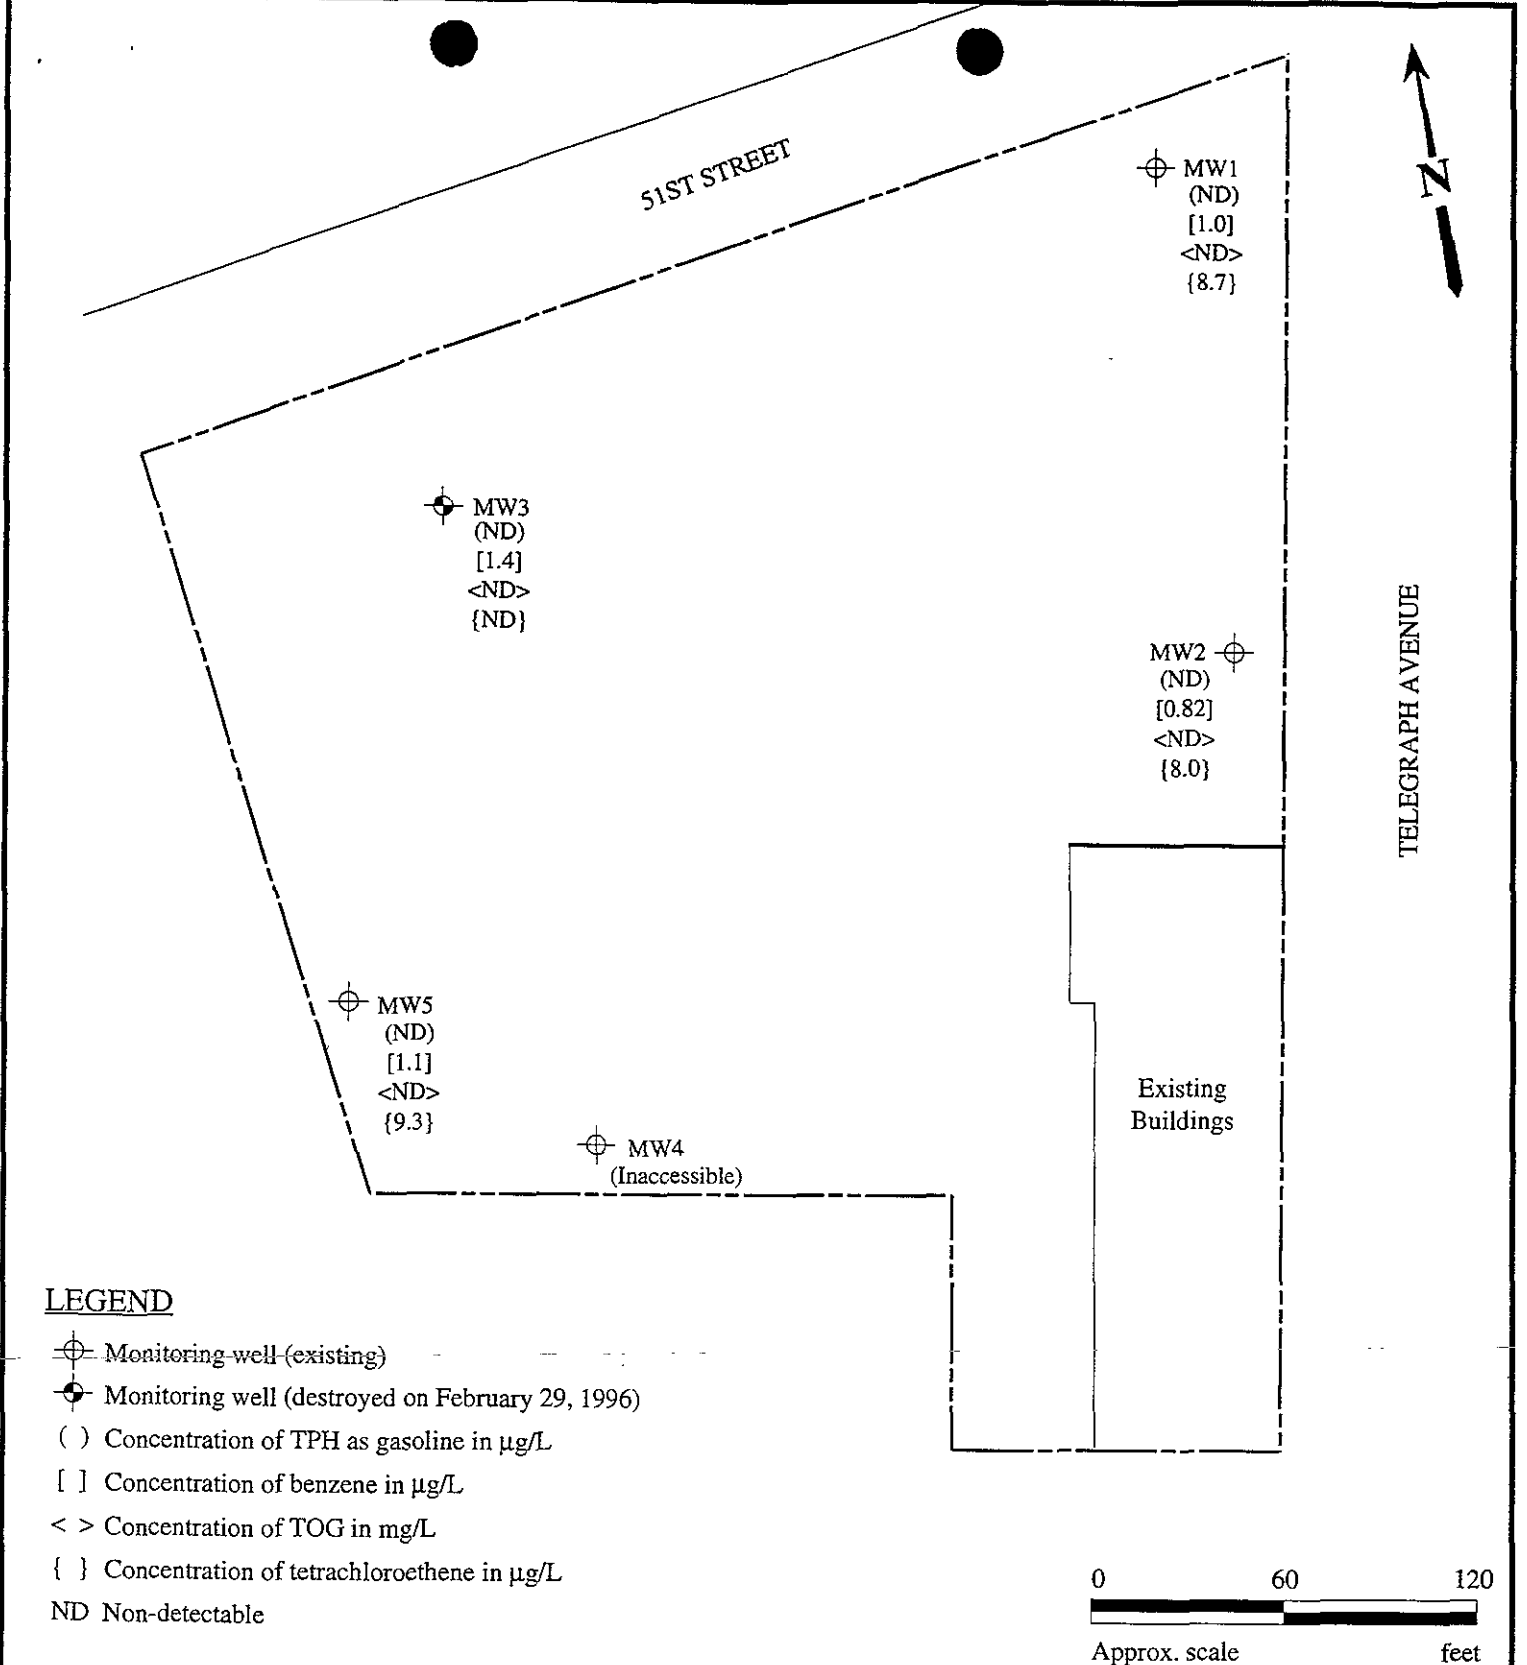 51ST STREET
N
MW1
(ND)
[1.0]
<ND>
{8.7}
MW3
(ND)
[1.4]
<ND>
{ND}
MW2
(ND)
[0.82]
<ND>
{8.0}
TELEGRAPH AVENUE
MW5
(ND)
[1.1]
<ND>
{9.3}
MW4
(Inaccessible)
Existing
Buildings
LEGEND
Monitoring well (existing)
Monitoring well (destroyed on February 29, 1996)
( ) Concentration of TPH as gasoline in µg/L
[ ] Concentration of benzene in µg/L
< > Concentration of TOG in mg/L
{ } Concentration of tetrachloroethene in µg/L
ND Non-detectable
0 60 120
Approx. scale feet